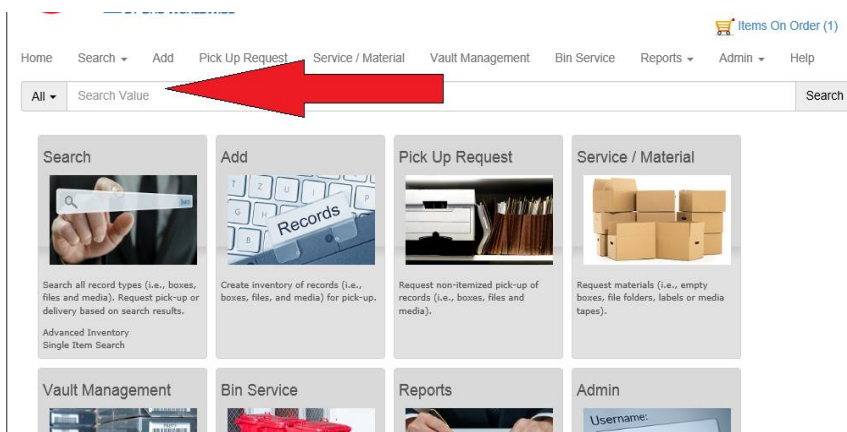 Items On Order (1)
Home Search Add Pick Up Request Service / Material Vault Management Bin Service Reports Admin Help
All Search Value Search
Search
Records
Search all record types (i.e., boxes,
files and media). Request pick-up or
delivery based on search results.
Advanced Inventory
Single Item Search
Add
Create inventory of records (i.e.,
boxes, files, and media) for pick-up.
Pick Up Request
Request non-itemized pick-up of
records (i.e., boxes, files and
media).
Service / Material
Request materials (i.e., empty
boxes, file folders, labels or media
tapes).
Vault Management
Bin Service
Reports
Admin
Username: